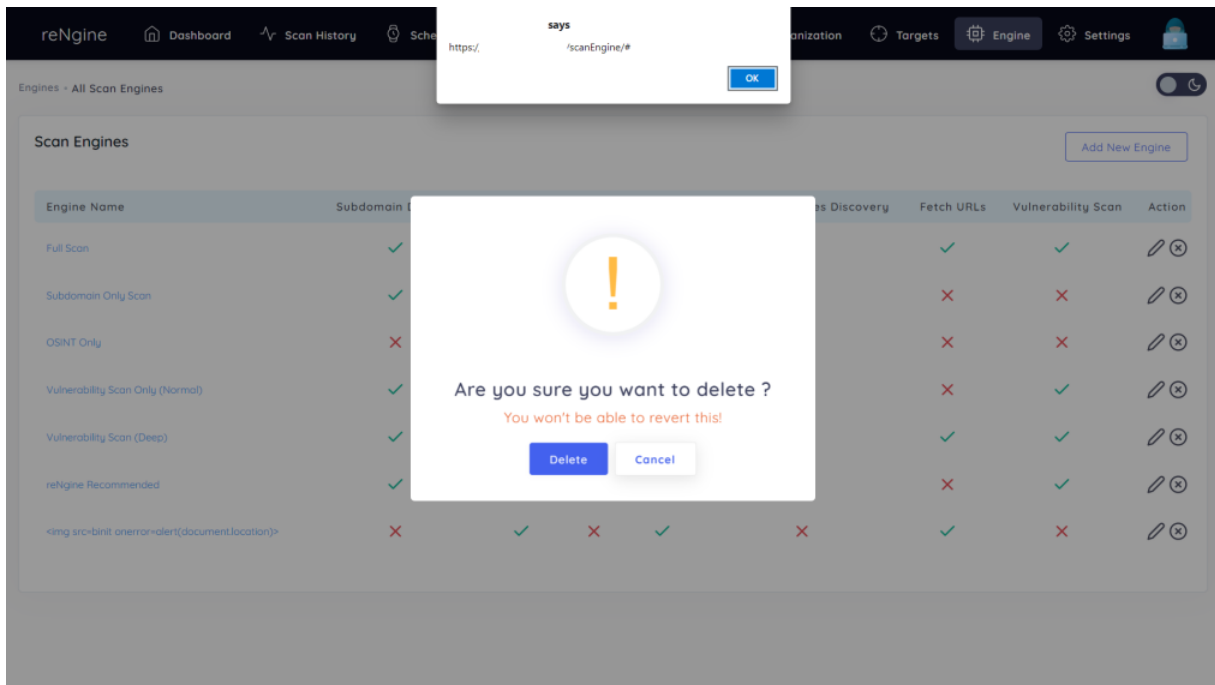 says
https:/ /scanEngine/#
OK
reNgine Dashboard Scan History Targets Engine Settings
Engines All Scan Engines
Scan Engines
Add New Engine
Engine Name Subdomain Discovery Fetch URLs Vulnerability Scan Action
Full Scan
Subdomain Only Scan
OSINT Only
Vulnerability Scan Only (Normal)
Vulnerability Scan (Deep)
reNgine Recommended
<img src=binit onerror=alert(document.location)>
Are you sure you want to delete ?
You won't be able to revert this!
Delete Cancel